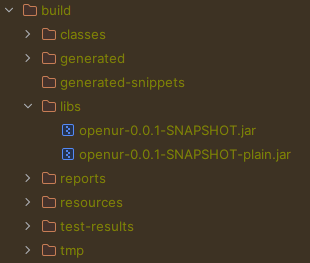 build
classes
generated
generated-snippets
libs
openur-0.0.1-SNAPSHOT.jar
openur-0.0.1-SNAPSHOT-plain.jar
reports
resources
test-results
tmp